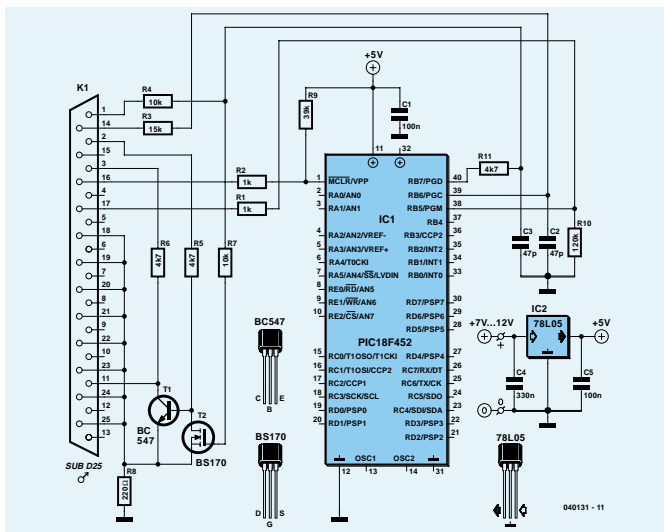 +5V
K1
R4
10k
R3
15k
R9
39k
C1
100n
1
14
2
15
3
16
4
17
5
18
6
19
7
20
8
21
9
22
10
23
11
24
12
25
13
SUB D25
R2
1k
R1
1k
R6
4k7
R5
4k7
R7
10k
R8
220Ω
T1
BC
547
T2
BS170
BC547
C
B
E
BS170
D
G
S
11
32
1 MCLR/VPP
2 RA0/AN0
3 RA1/AN1
4 RA2/AN2/VREF-
5 RA3/AN3/VREF+
6 RA4/T0CKI
7 RA5/AN4/SS/LVDIN
8 RE0/RD/AN5
9 RE1/WR/AN6
10 RE2/CS/AN7
15 RC0/T1OSO/T1CKI
16 RC1/T1OSI/CCP2
17 RC2/CCP1
18 RC3/SCK/SCL
19 RD0/PSP0
20 RD1/PSP1
IC1
PIC18F452
RB7/PGD 40
RB6/PGC 39
RB5/PGM 38
RB4 37
RB3/CCP2 36
RB2/INT2 35
RB1/INT1 34
RB0/INT0 33
RD7/PSP7 30
RD6/PSP6 29
RD5/PSP5 28
RD4/PSP4 27
RC7/RX/DT 26
RC6/TX/CK 25
RC5/SDO 24
RC4/SDI/SDA 23
RD3/PSP3 22
RD2/PSP2 21
OSC1
OSC2
12
13
14
31
R11
4k7
R10
120k
C3
47p
C2
47p
IC2
+7V...12V
78L05
+5V
C4
330n
C5
100n
0
78L05
040131 - 11